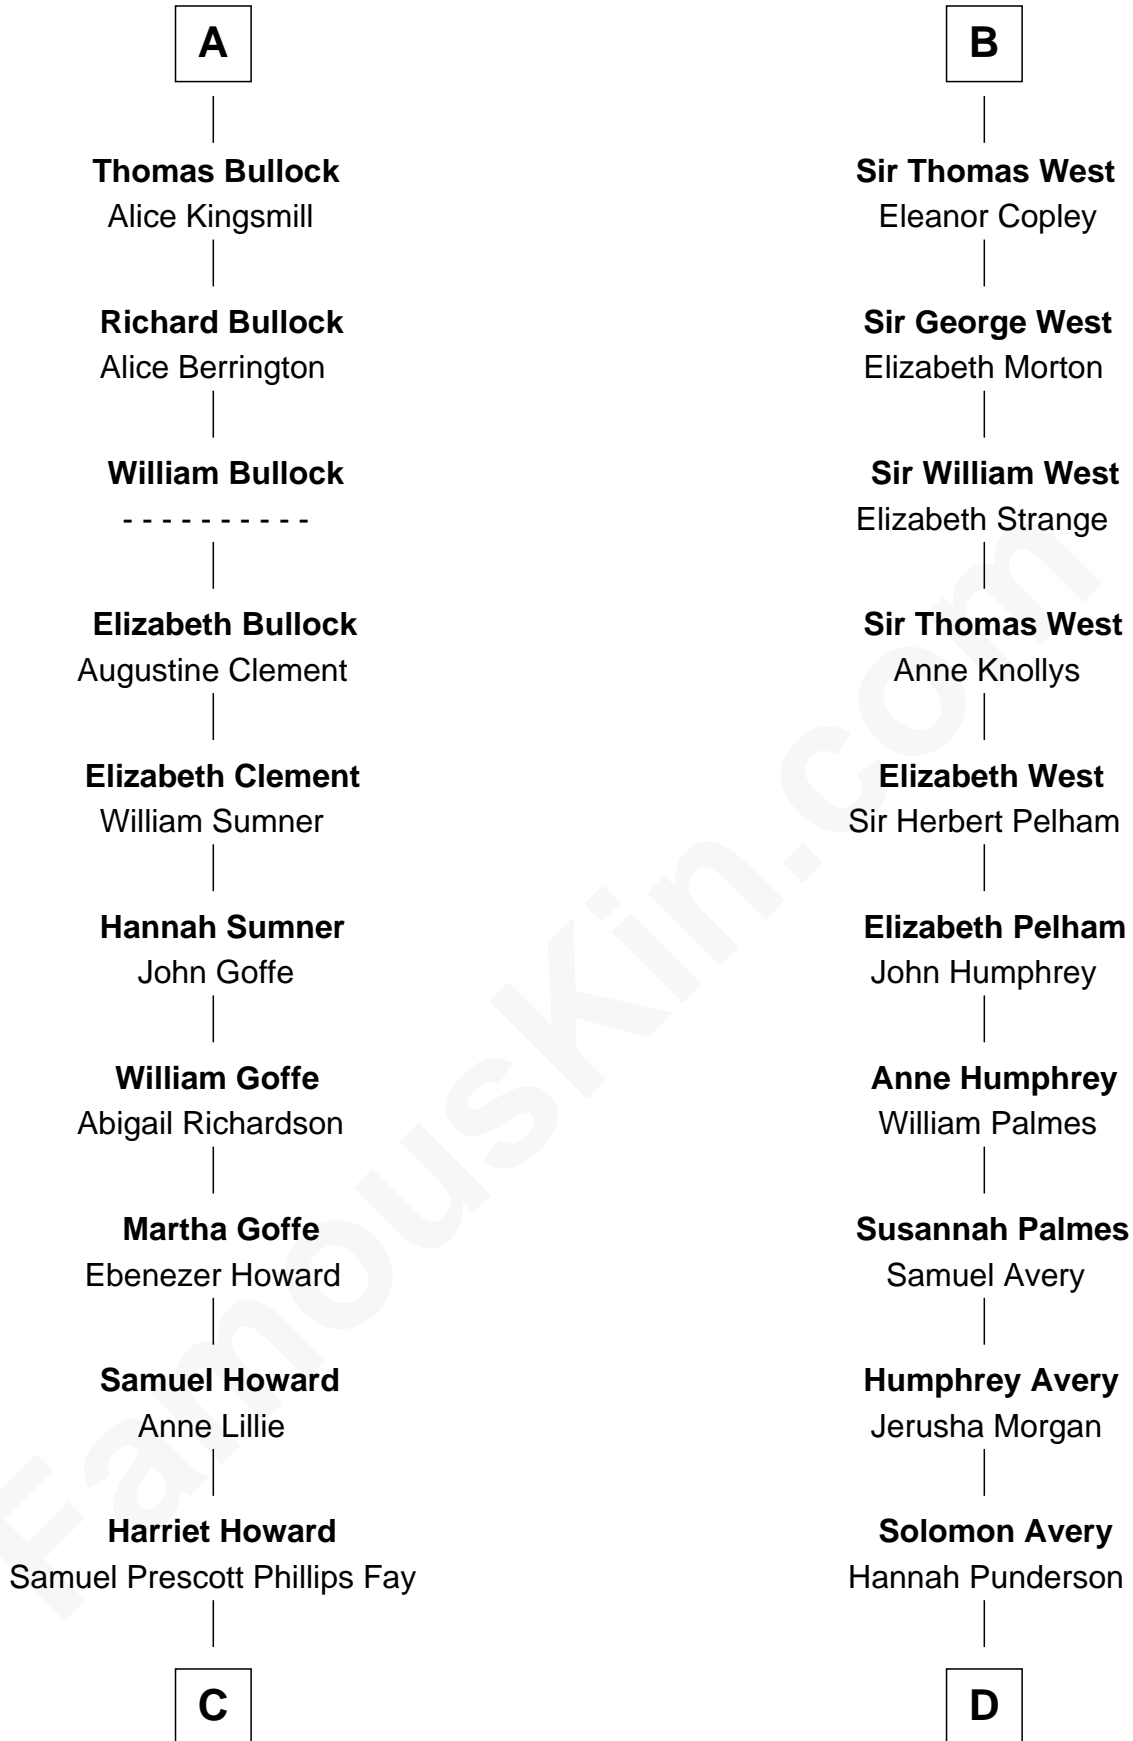 A
Thomas Bullock
Alice Kingsmill
Richard Bullock
Alice Berrington
William Bullock
- - - - - - - - - -
Elizabeth Bullock
Augustine Clement
Elizabeth Clement
William Sumner
Hannah Sumner
John Goffe
William Goffe
Abigail Richardson
Martha Goffe
Ebenezer Howard
Samuel Howard
Anne Lillie
Harriet Howard
Samuel Prescott Phillips Fay
C
B
Sir Thomas West
Eleanor Copley
Sir George West
Elizabeth Morton
Sir William West
Elizabeth Strange
Sir Thomas West
Anne Knollys
Elizabeth West
Sir Herbert Pelham
Elizabeth Pelham
John Humphrey
Anne Humphrey
William Palmes
Susannah Palmes
Samuel Avery
Humphrey Avery
Jerusha Morgan
Solomon Avery
Hannah Punderson
D
FamousKin.com